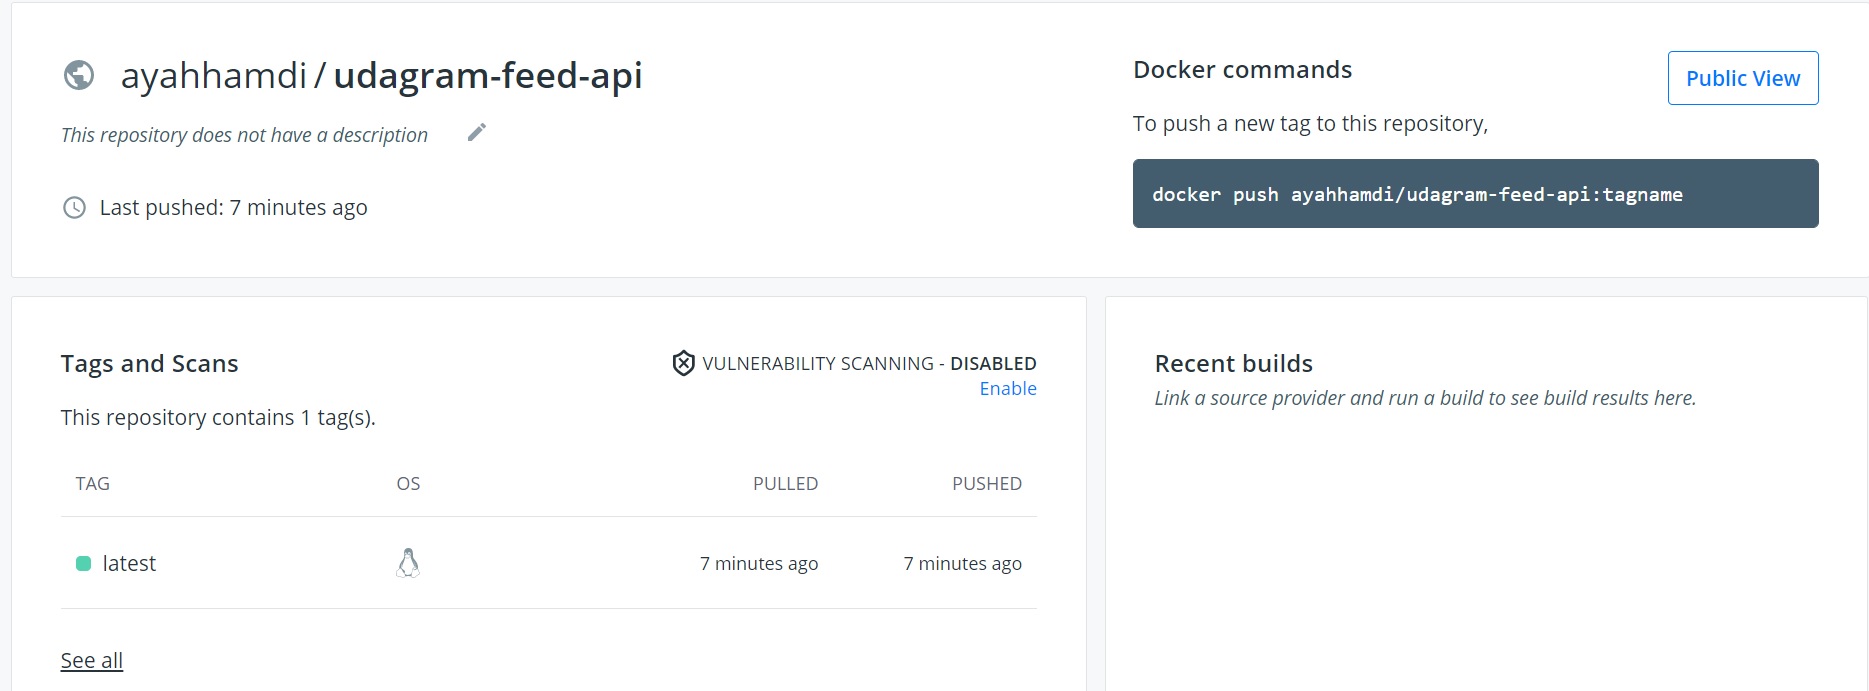 ayahhamdi / udagram-feed-api
This repository does not have a description
Last pushed: 7 minutes ago
Docker commands
Public View
To push a new tag to this repository,
docker push ayahhamdi/udagram-feed-api:tagname
Tags and Scans
VULNERABILITY SCANNING - DISABLED
Enable
This repository contains 1 tag(s).
TAG OS PULLED PUSHED
latest 7 minutes ago 7 minutes ago
See all
Recent builds
Link a source provider and run a build to see build results here.